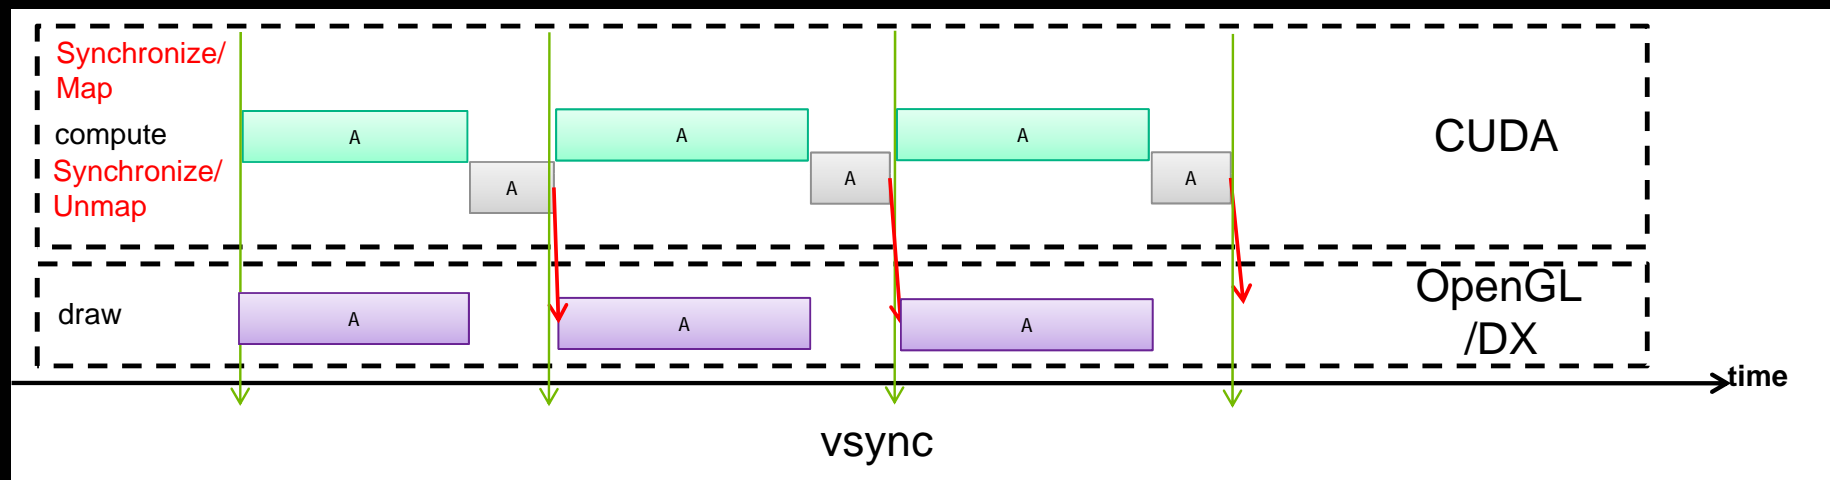 Synchronize/
Map
compute
A
A
A
CUDA
Synchronize/
Unmap
A
A
A
draw
A
A
A
OpenGL
/DX
time
vsync